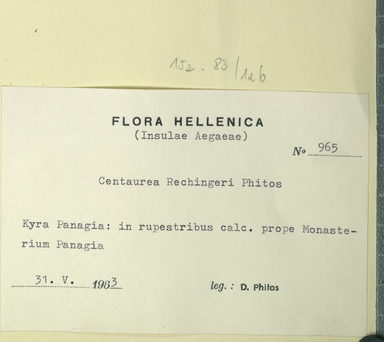 152-83/12b
FLORA HELLENICA
(Insulae Aegaeae)
No 965
Centaurea Rechingeri Phitos
Kyra Panagia: in rupestribus calc. prope Monaste-
rium Panagia
31. V. 1963
leg.: D. Phitos